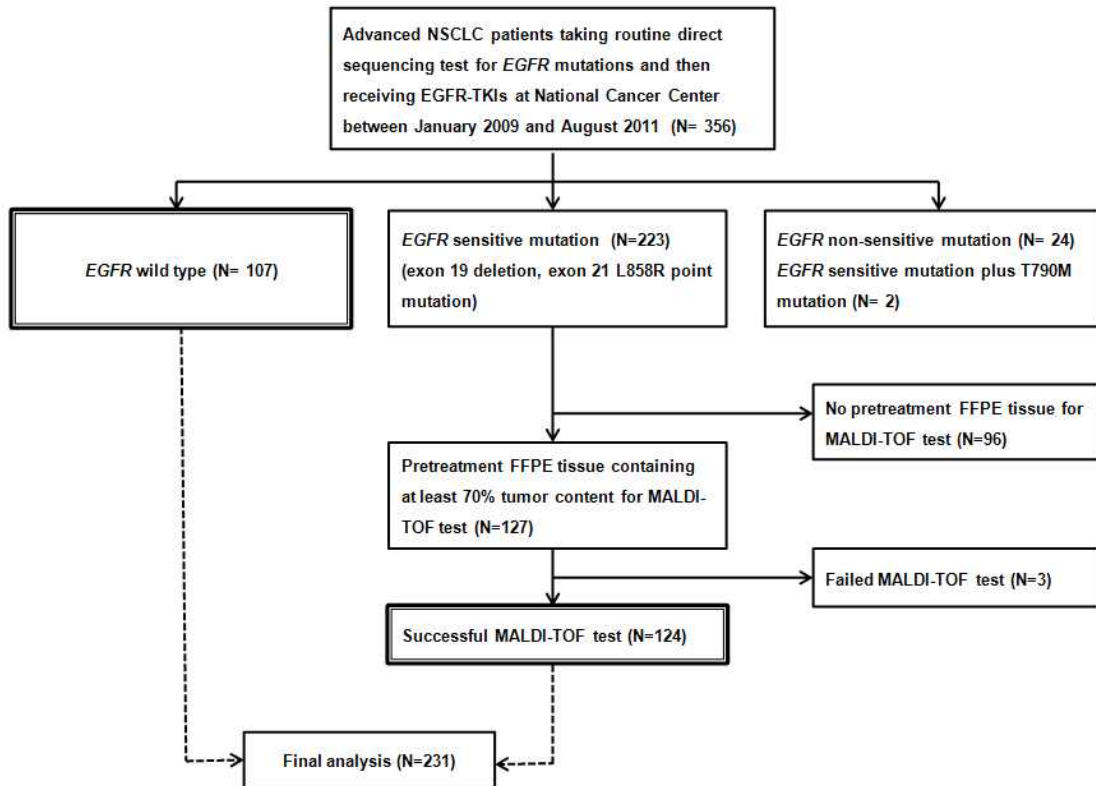 Advanced NSCLC patients taking routine direct
sequencing test for EGFR mutations and then
receiving EGFR-TKIs at National Cancer Center
between January 2009 and August 2011 (N= 356)
EGFR wild type (N= 107)
EGFR sensitive mutation (N=223)
(exon 19 deletion, exon 21 L858R point
mutation)
EGFR non-sensitive mutation (N= 24)
EGFR sensitive mutation plus T790M
mutation (N= 2)
No pretreatment FFPE tissue for
MALDI-TOF test (N=96)
Pretreatment FFPE tissue containing
at least 70% tumor content for MALDI-
TOF test (N=127)
Failed MALDI-TOF test (N=3)
Successful MALDI-TOF test (N=124)
Final analysis (N=231)